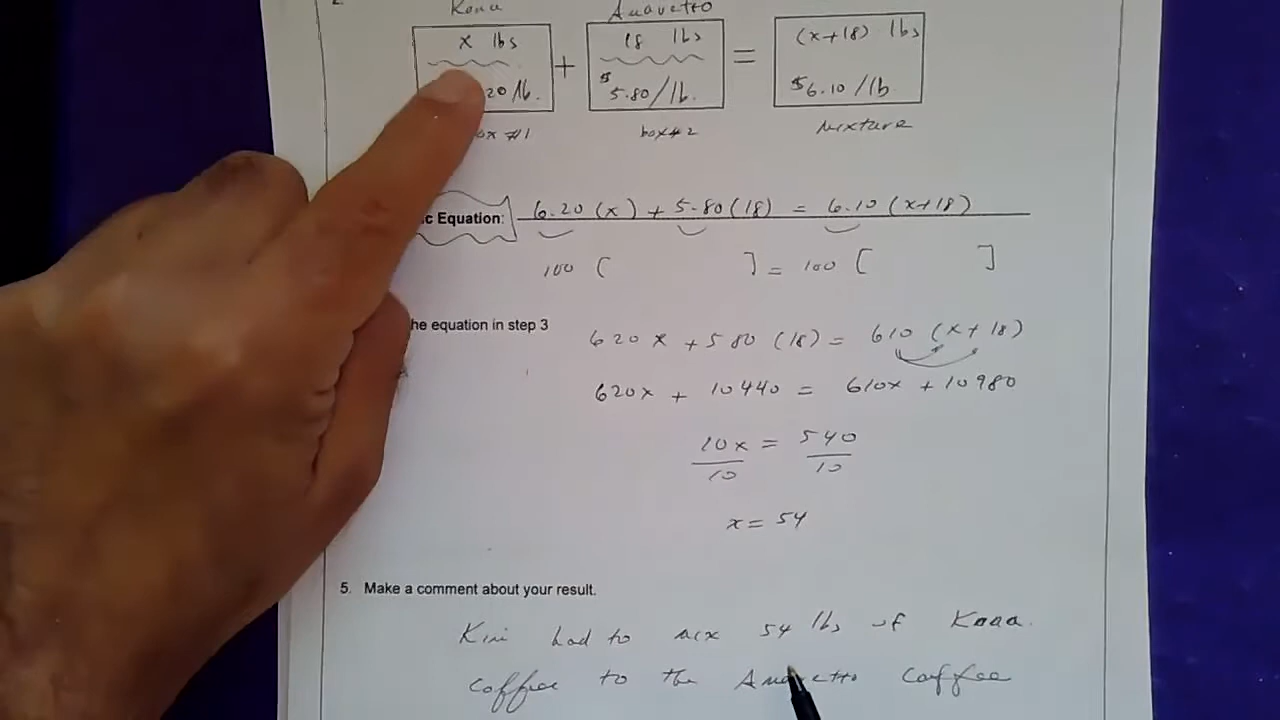 Kona Amaretto
x lbs + 18 lbs = (x+18) lbs
20/lb. $5.80/lb. $6.10/lb
box #1 box #2 Mixture
c Equation: 6.20 (x) + 5.80 (18) = 6.10 (x+18)
100 [ ] = 100 [ ]
he equation in step 3
620x + 580 (18) = 610 (x+18)
620x + 10440 = 610x + 10980
10x = 540
10 10
x = 54
5. Make a comment about your result.
had to mix 54 lbs of Kona
coffee to the Amaretto coffee